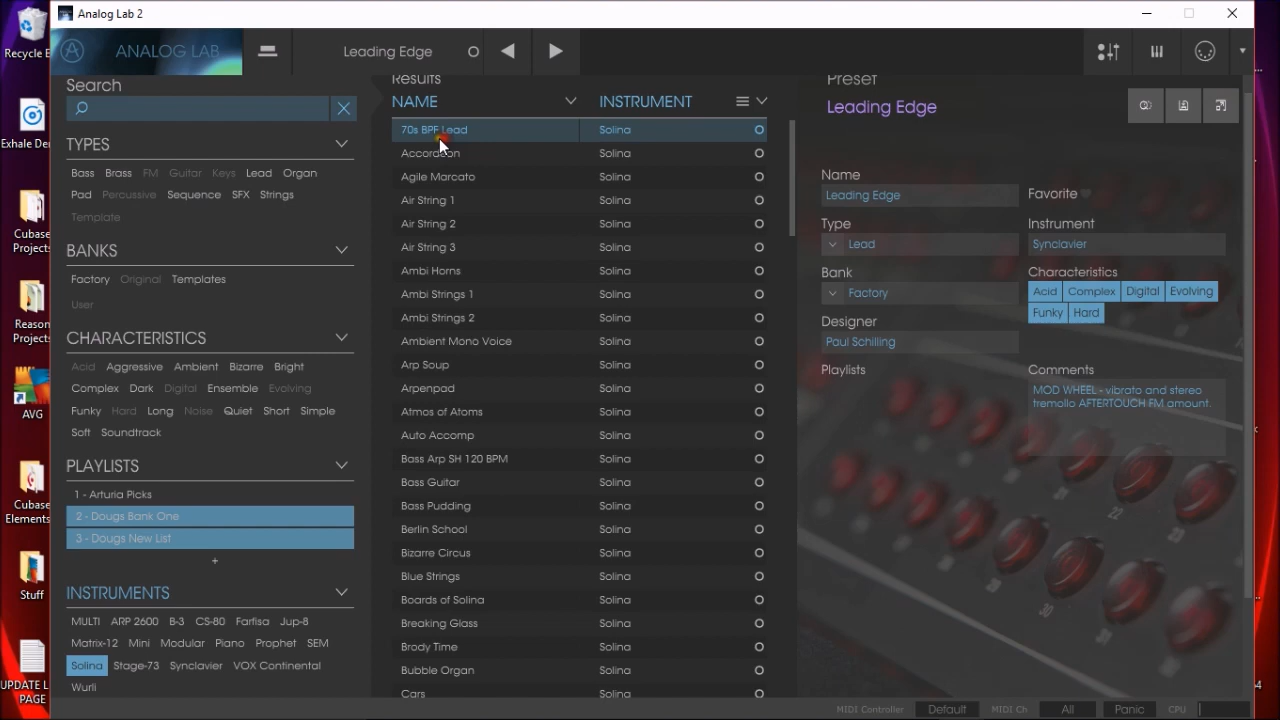 Analog Lab 2
ANALOG LAB
Leading Edge
Search
TYPES
Bass Brass FM Guitar Keys Lead Organ
Pad Percussive Sequence SFX Strings
Template
BANKS
Factory Original Templates
User
CHARACTERISTICS
Acid Aggressive Ambient Bizarre Bright
Complex Dark Digital Ensemble Evolving
Funky Hard Long Noise Quiet Short Simple
Soft Soundtrack
PLAYLISTS
1 - Arturia Picks
2 - Dougs Bank One
3 - Dougs New List
+
INSTRUMENTS
MULTI ARP 2600 B-3 CS-80 Farfisa Jup-8
Matrix-12 Mini Modular Piano Prophet SEM
Solina Stage-73 Synclavier VOX Continental
Wurli
Results
NAME INSTRUMENT
70s BPF Lead Solina
Accordeon Solina
Agile Marcato Solina
Air String 1 Solina
Air String 2 Solina
Air String 3 Solina
Ambi Horns Solina
Ambi Strings 1 Solina
Ambi Strings 2 Solina
Ambient Mono Voice Solina
Arp Soup Solina
Arpenpad Solina
Atmos of Atoms Solina
Auto Accomp Solina
Bass Arp SH 120 BPM Solina
Bass Guitar Solina
Bass Pudding Solina
Berlin School Solina
Bizarre Circus Solina
Blue Strings Solina
Boards of Solina Solina
Breaking Glass Solina
Brody Time Solina
Bubble Organ Solina
Cars Solina
Preset
Leading Edge
Name
Leading Edge
Favorite
Type
Lead
Instrument
Synclavier
Bank
Factory
Characteristics
Acid Complex Digital Evolving
Funky Hard
Designer
Paul Schilling
Playlists
Comments
MOD WHEEL - vibrato and stereo
tremollo AFTERTOUCH FM amount.
22
33
36
MIDI Controller Default MIDI Ch All Panic CPU
Exhale De
Cubase
Projects
Reason
Projects
AVG
Cubase
Elements
Stuff
UPDATE L
PAGE